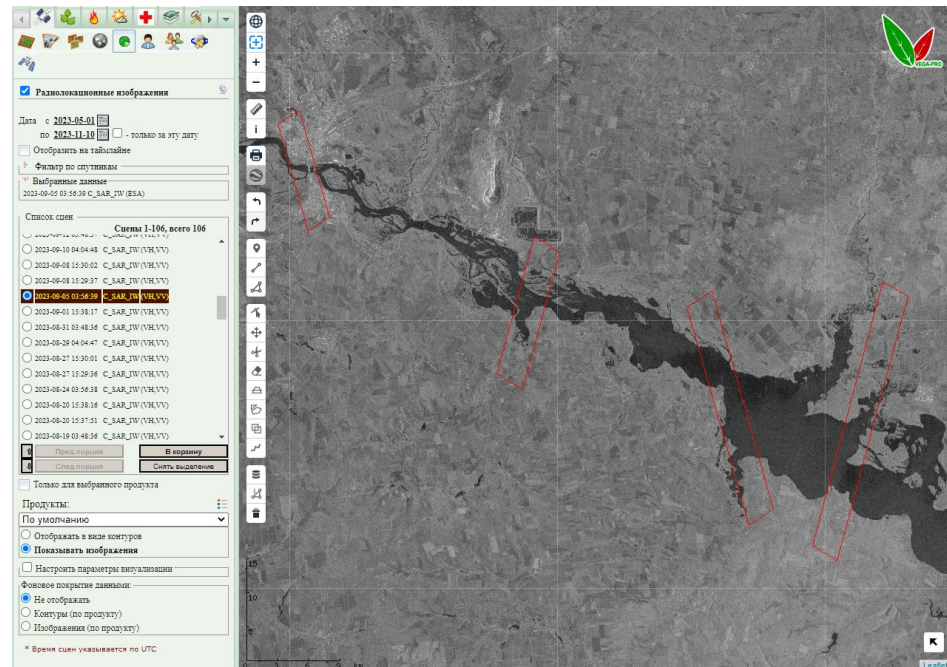 VEGA-PRO
Радиолокационные изображения
Дата с 2023-05-01
по 2023-11-10 - только за эту дату
Отобразить на таймлайне
Фильтр по спутникам
Выбранные данные
2023-09-05 03:56:39 C_SAR_IW (ESA)
Список сцен
Сцены 1-106, всего 106
2023-09-10 04:04:48 C_SAR_IW (VH,VV)
2023-09-08 15:30:02 C_SAR_IW (VH,VV)
2023-09-08 15:29:37 C_SAR_IW (VH,VV)
2023-09-05 03:56:39 C_SAR_IW (VH,VV)
2023-09-01 15:38:17 C_SAR_IW (VH,VV)
2023-08-31 03:48:36 C_SAR_IW (VH,VV)
2023-08-29 04:04:47 C_SAR_IW (VH,VV)
2023-08-27 15:30:01 C_SAR_IW (VH,VV)
2023-08-27 15:29:36 C_SAR_IW (VH,VV)
2023-08-24 03:56:38 C_SAR_IW (VH,VV)
2023-08-20 15:38:16 C_SAR_IW (VH,VV)
2023-08-20 15:37:51 C_SAR_IW (VH,VV)
2023-08-19 03:48:36 C_SAR_IW (VH,VV)
Пред.порция В корзину
След.порция Снять выделение
Только для выбранного продукта
Продукты:
По умолчанию
Отображать в виде контуров
Показывать изображения
Настроить параметры визуализации
Фоновое покрытие данными:
Не отображать
Контуры (по продукту)
Изображения (по продукту)
* Время сцен указывается по UTC
15
10
km